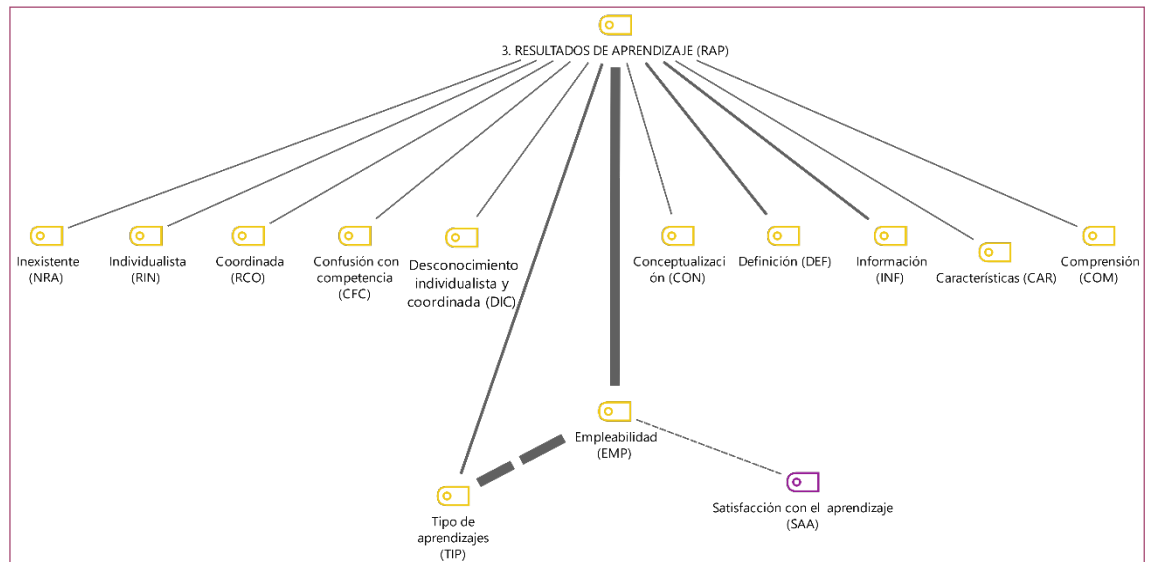 3. RESULTADOS DE APRENDIZAJE (RAP)
Inexistente
(NRA)
Individualista
(RIN)
Coordinada
(RCO)
Confusión con
competencia
(CFC)
Desconocimiento
individualista y
coordinada (DIC)
Conceptualizaci
ón (CON)
Definición (DEF)
Información
(INF)
Características (CAR)
Comprensión
(COM)
Empleabilidad
(EMP)
Tipo de
aprendizajes
(TIP)
Satisfacción con el aprendizaje
(SAA)